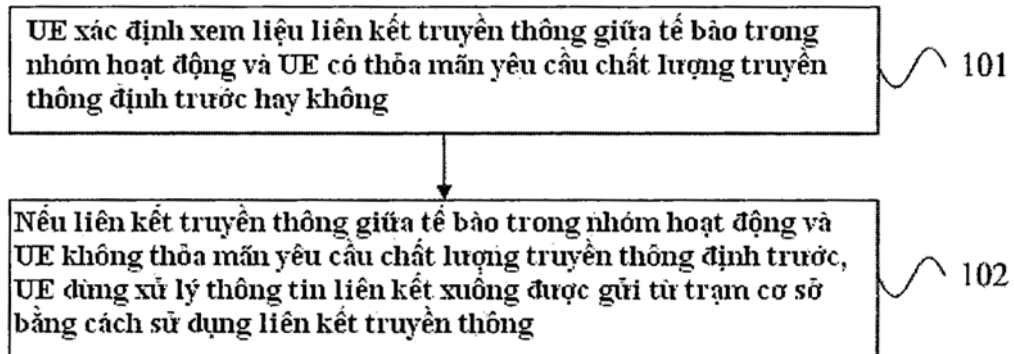 UE xác định xem liệu liên kết truyền thông giữa tế bào trong
nhóm hoạt động và UE có thỏa mãn yêu cầu chất lượng truyền
thông định trước hay không
101
Nếu liên kết truyền thông giữa tế bào trong nhóm hoạt động và
UE không thỏa mãn yêu cầu chất lượng truyền thông định trước,
UE dừng xử lý thông tin liên kết xuống được gửi từ trạm cơ sở
bằng cách sử dụng liên kết truyền thông
102